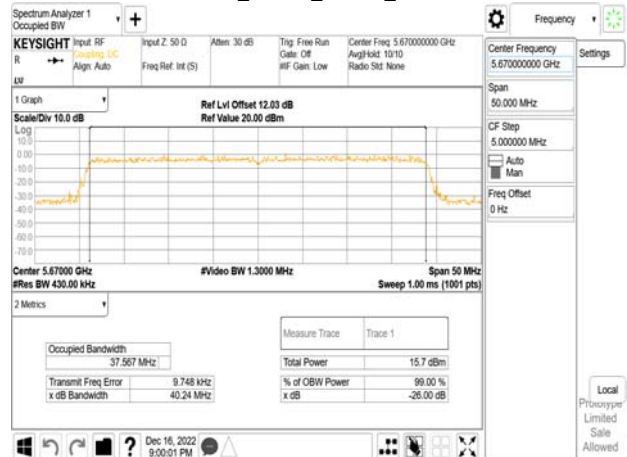 Spectrum Analyzer 1
Occupied BW
+
Frequency
KEYSIGHT
Input: RF
Coupling: DC
Align: Auto
Input Z: 50 Ω
Freq Ref: Int (S)
Atten: 30 dB
Trig: Free Run
Gate: Off
#IF Gain: Low
Center Freq: 5.670000000 GHz
Avg|Hold: 10/10
Radio Std: None
R
LVI
Center Frequency
5.670000000 GHz
Settings
Span
50.000 MHz
CF Step
5.000000 MHz
Auto
Man
Freq Offset
0 Hz
1 Graph
Ref Lvl Offset 12.03 dB
Scale/Div 10.0 dB
Ref Value 20.00 dBm
Log
10.0
0.00
-10.0
-20.0
-30.0
-40.0
-50.0
-60.0
-70.0
Center 5.67000 GHz
#Video BW 1.3000 MHz
Span 50 MHz
#Res BW 430.00 kHz
Sweep 1.00 ms (1001 pts)
2 Metrics
Measure Trace
Trace 1
Occupied Bandwidth
37.567 MHz
Total Power
15.7 dBm
Transmit Freq Error
9.748 kHz
% of OBW Power
99.00 %
x dB Bandwidth
40.24 MHz
x dB
-26.00 dB
Local
Prototype
Limited
Sale
Allowed
?
Dec 16, 2022
9:00:01 PM